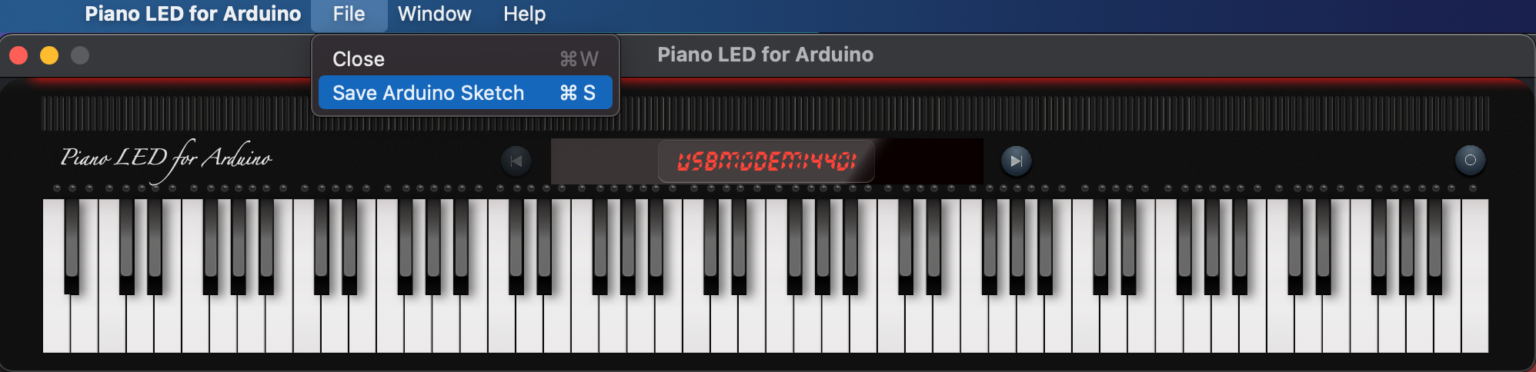 Piano LED for Arduino File Window Help
Piano LED for Arduino
Close ⌘W
Save Arduino Sketch ⌘ S
Piano LED for Arduino
USBMODEM14401